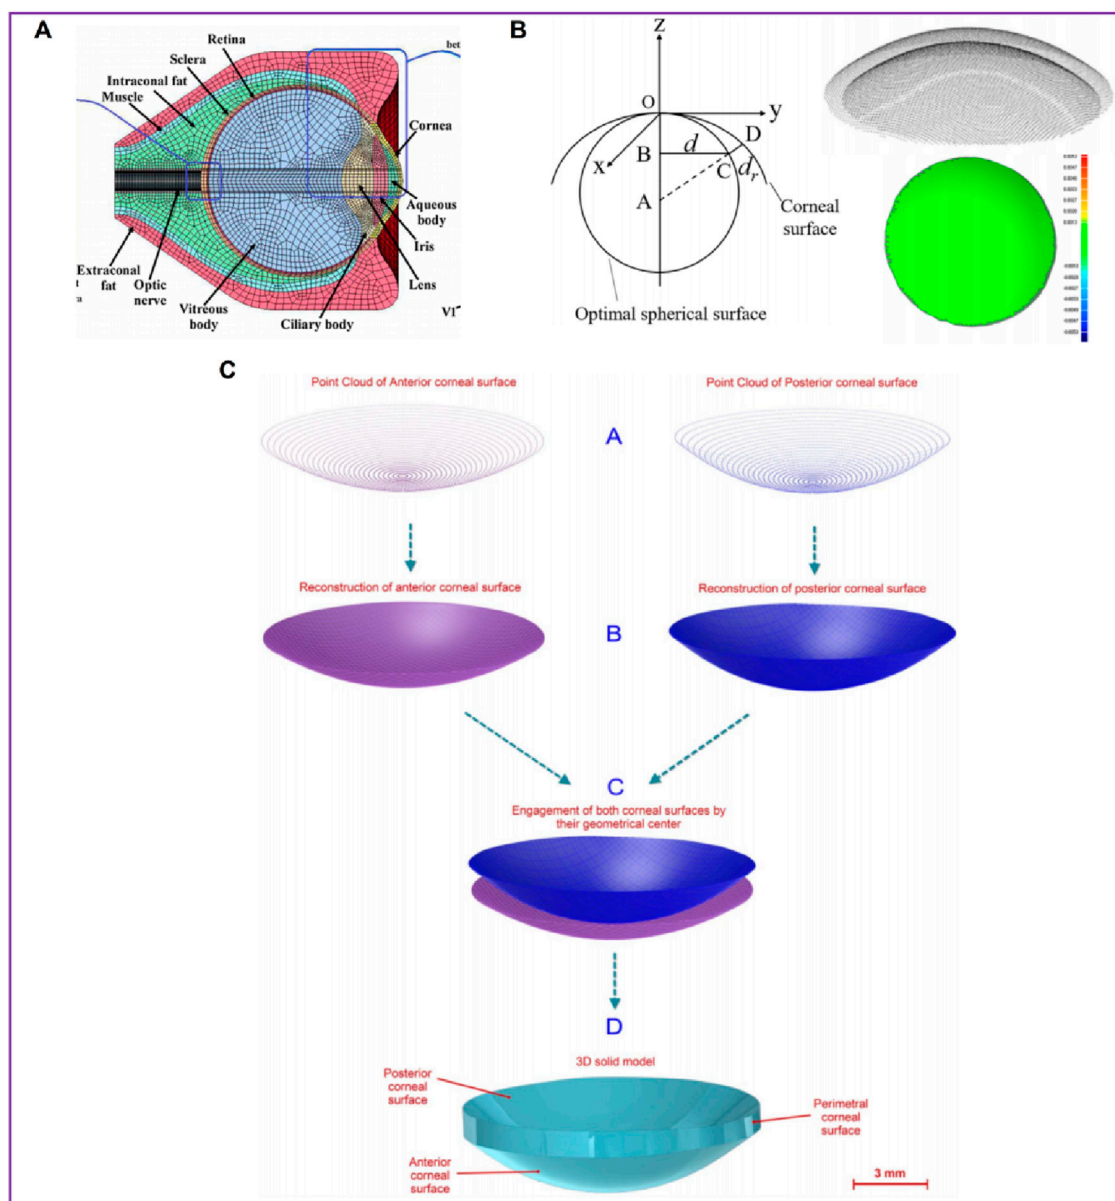 A
Retina
Sclera
Intraconal fat
Muscle
bet
Cornea
Aqueous
body
Iris
Lens
Extraconal
fat
Optic
nerve
Vitreous
body
Ciliary body
B
z
O
y
D
d
B
x
C
dr
A
Corneal
surface
Optimal spherical surface
C
Point Cloud of Anterior corneal surface
Point Cloud of Posterior corneal surface
A
Reconstruction of anterior corneal surface
Reconstruction of posterior corneal surface
B
C
Engagement of both corneal surfaces by
their geometrical center
D
3D solid model
Posterior
corneal
surface
Perimetral
corneal
surface
Anterior
corneal
surface
3 mm